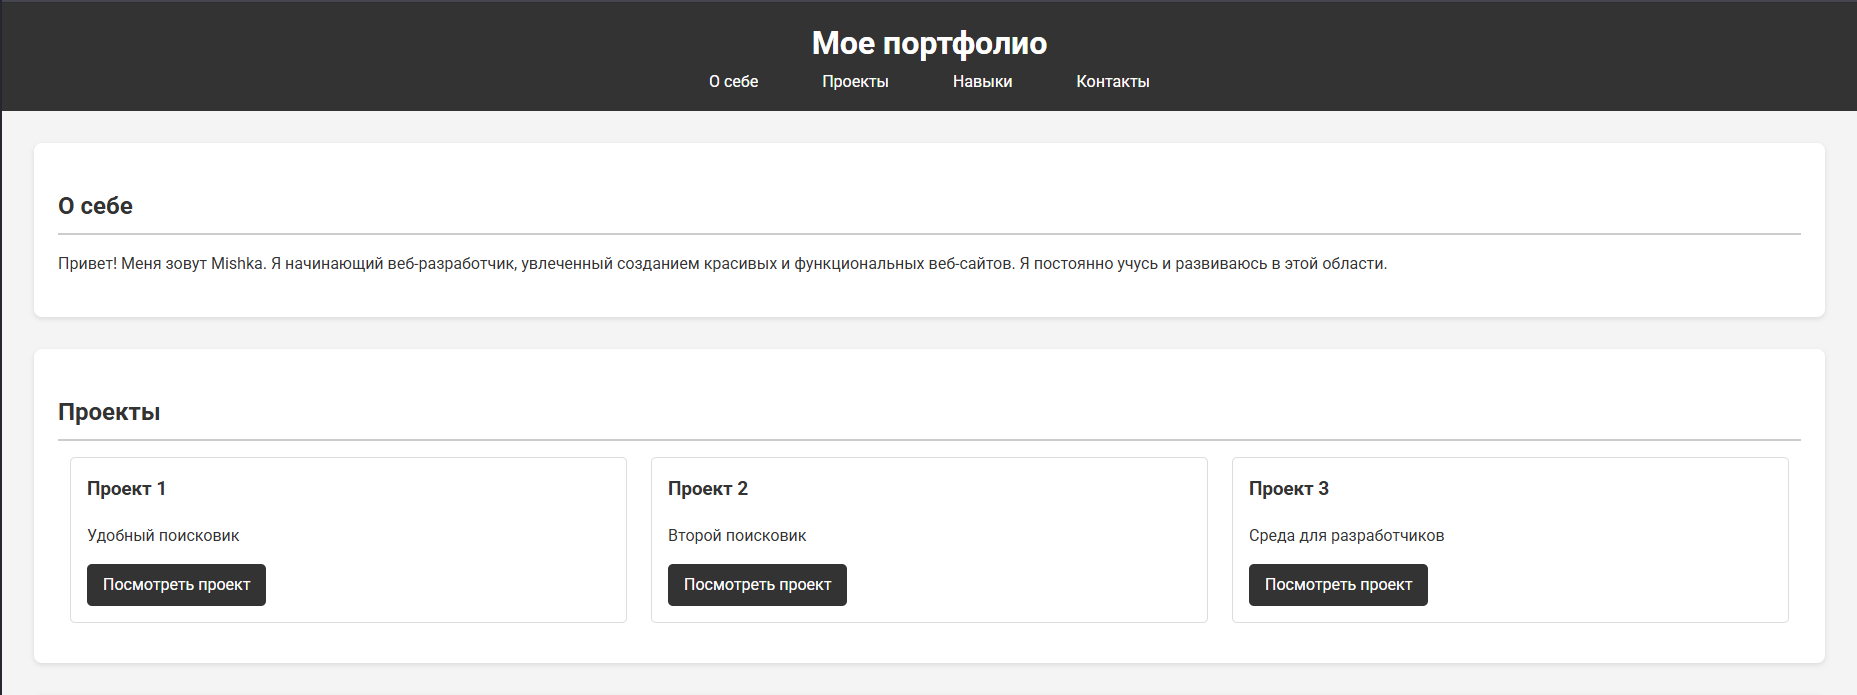 Мое портфолио
О себе Проекты Навыки Контакты
О себе
Привет! Меня зовут Mishka. Я начинающий веб-разработчик, увлеченный созданием красивых и функциональных веб-сайтов. Я постоянно учусь и развиваюсь в этой области.
Проекты
Проект 1
Удобный поисковик
Посмотреть проект
Проект 2
Второй поисковик
Посмотреть проект
Проект 3
Среда для разработчиков
Посмотреть проект